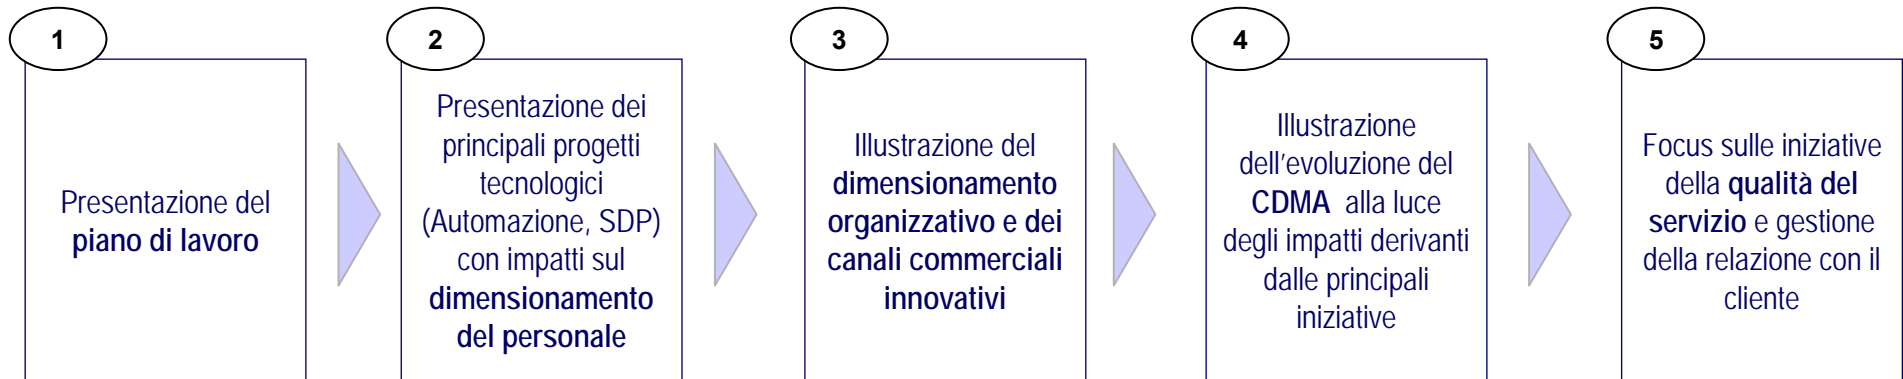 1
Presentazione del
piano di lavoro
2
Presentazione dei
principali progetti
tecnologici
(Automazione, SDP)
con impatti sul
dimensionamento
del personale
3
Illustrazione del
dimensionamento
organizzativo e dei
canali commerciali
innovativi
4
Illustrazione
dell'evoluzione del
CDMA alla luce
degli impatti derivanti
dalle principali
iniziative
5
Focus sulle iniziative
della qualità del
servizio e gestione
della relazione con il
cliente